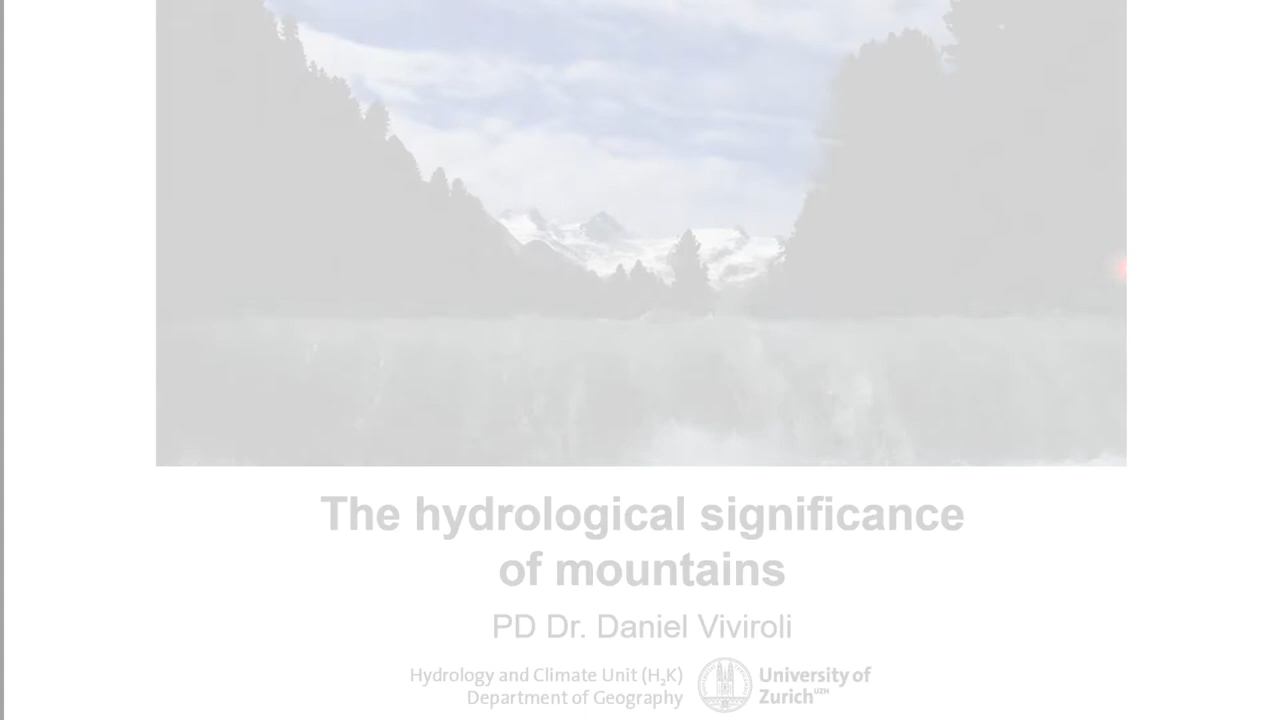 The hydrological significance
of mountains
PD Dr. Daniel Viviroli
Hydrology and Climate Unit (H₂K)
Department of Geography
University of
Zurich UZH